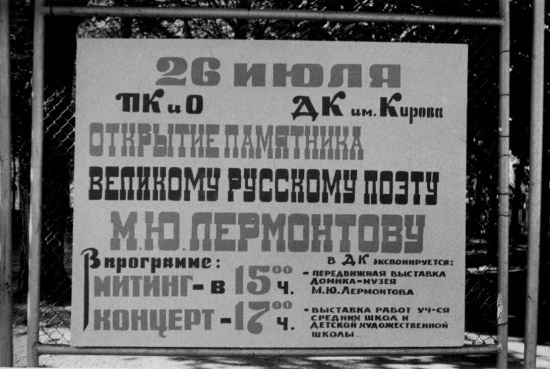 26 ИЮЛЯ
ПК и О ДК им. Кирова
ОТКРЫТИЕ ПАМЯТНИКА
ВЕЛИКОМУ РУССКОМУ ПОЭТУ
М.Ю. ЛЕРМОНТОВУ
В программе:
МИТИНГ - в 15⁰⁰ ч.
КОНЦЕРТ - 17⁰⁰ ч.
В ДК ЭКСПОНИРУЕТСЯ:
- ПЕРЕДВИЖНАЯ ВЫСТАВКА
ДОМИКА-МУЗЕЯ
М.Ю. ЛЕРМОНТОВА.
- ВЫСТАВКА РАБОТ УЧ-СЯ
СРЕДНИХ ШКОЛ И
ДЕТСКОЙ ХУДОЖЕСТВЕННОЙ
ШКОЛЫ.